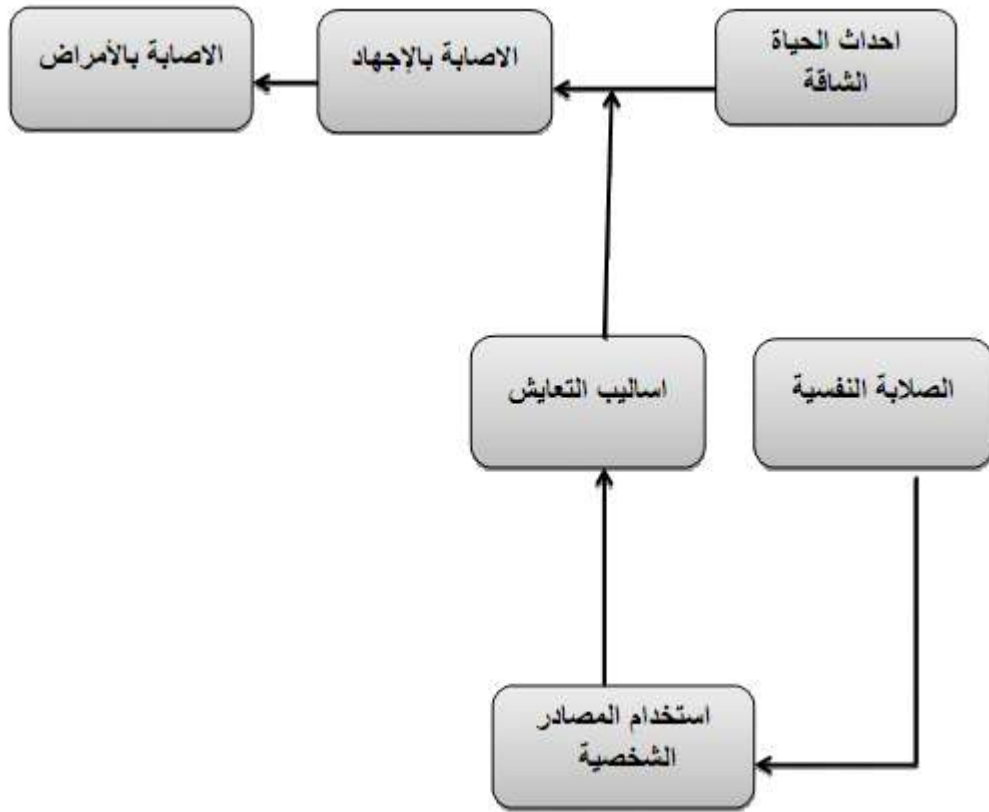 احداث الحياة
الشاقة
الاصابة بالإجهاد
الاصابة بالأمراض
الصلابة النفسية
اساليب التعايش
استخدام المصادر
الشخصية